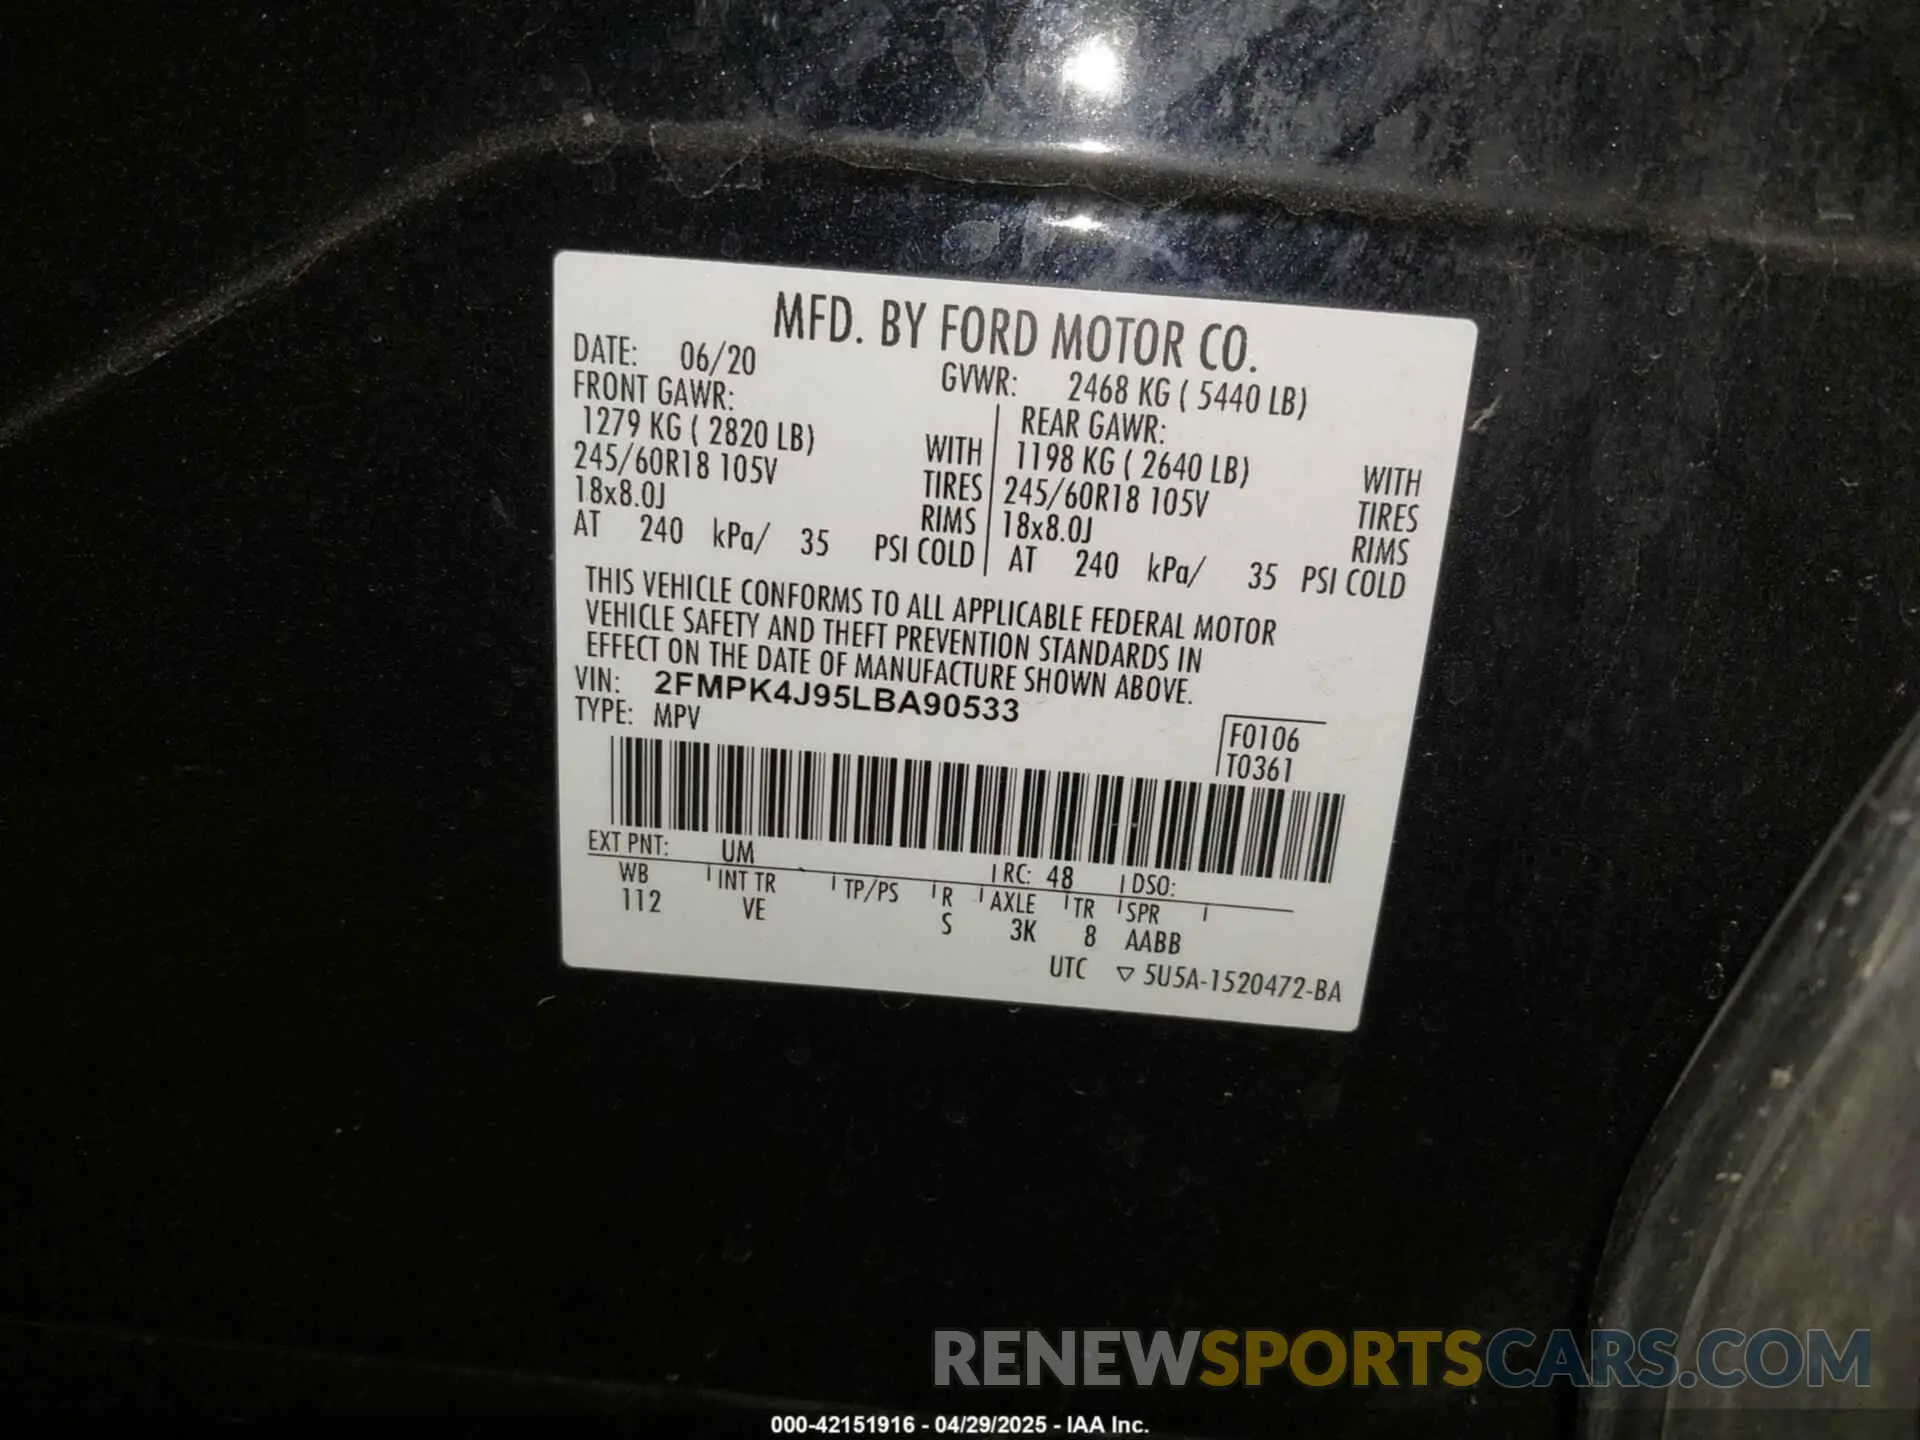 MFD. BY FORD MOTOR CO.
DATE: 06/20 GVWR: 2468 KG ( 5440 LB)
FRONT GAWR: REAR GAWR:
1279 KG ( 2820 LB) WITH 1198 KG ( 2640 LB) WITH
245/60R18 105V TIRES 245/60R18 105V TIRES
18x8.0J RIMS 18x8.0J RIMS
AT 240 kPa/ 35 PSI COLD AT 240 kPa/ 35 PSI COLD
THIS VEHICLE CONFORMS TO ALL APPLICABLE FEDERAL MOTOR
VEHICLE SAFETY AND THEFT PREVENTION STANDARDS IN
EFFECT ON THE DATE OF MANUFACTURE SHOWN ABOVE.
VIN: 2FMPK4J95LBA90533
TYPE: MPV
F0106
T0361
EXT PNT: UM RC: 48 DSO:
WB INT TR TP/PS R AXLE TR SPR
112 VE S 3K 8 AABB
UTC ▽ 5U5A-1520472-BA
RENEWSPORTSCARS.COM
000-42151916 - 04/29/2025 - IAA Inc.